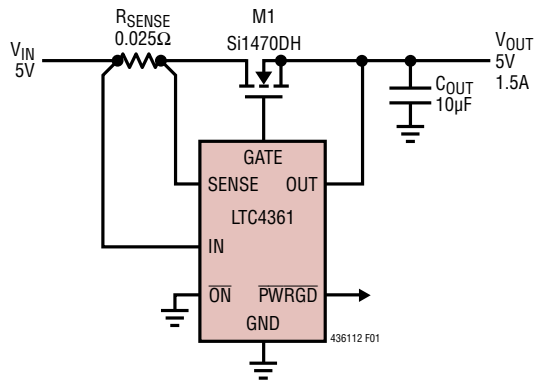 RSENSE
0.025Ω
M1
Si1470DH
VIN
5V
VOUT
5V
1.5A
COUT
10µF
GATE
SENSE OUT
LTC4361
IN
ON PWRGD
GND
436112 F01